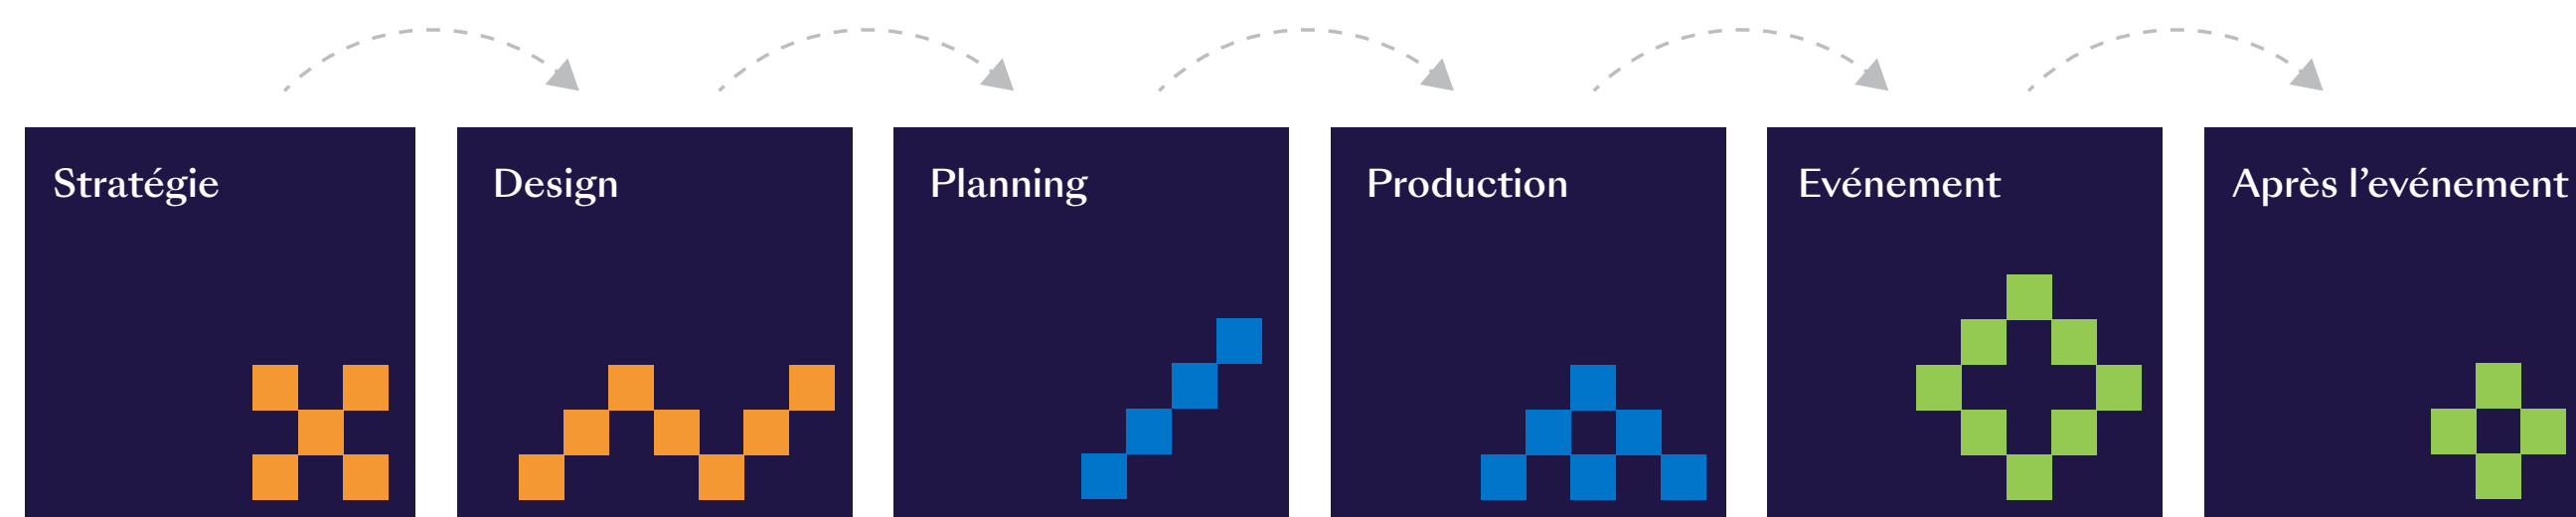 Stratégie
Design
Planning
Production
Evénement
Après l’evénement